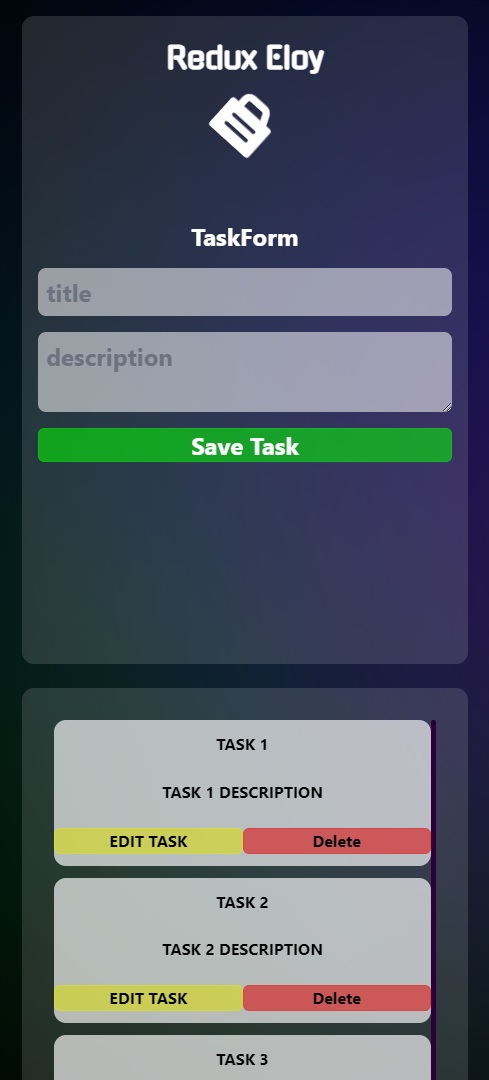 Redux Eloy
TaskForm
title
description
Save Task
TASK 1
TASK 1 DESCRIPTION
EDIT TASK Delete
TASK 2
TASK 2 DESCRIPTION
EDIT TASK Delete
TASK 3